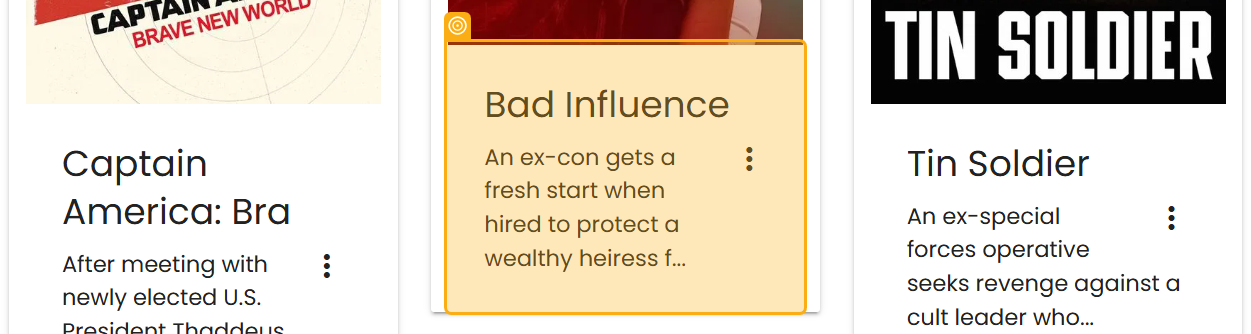 CAPTAIN
BRAVE NEW WORLD
Captain
America: Bra
After meeting with
newly elected U.S.
President Thaddeus
Bad Influence
An ex-con gets a
fresh start when
hired to protect a
wealthy heiress f...
TIN SOLDIER
Tin Soldier
An ex-special
forces operative
seeks revenge against a
cult leader who...